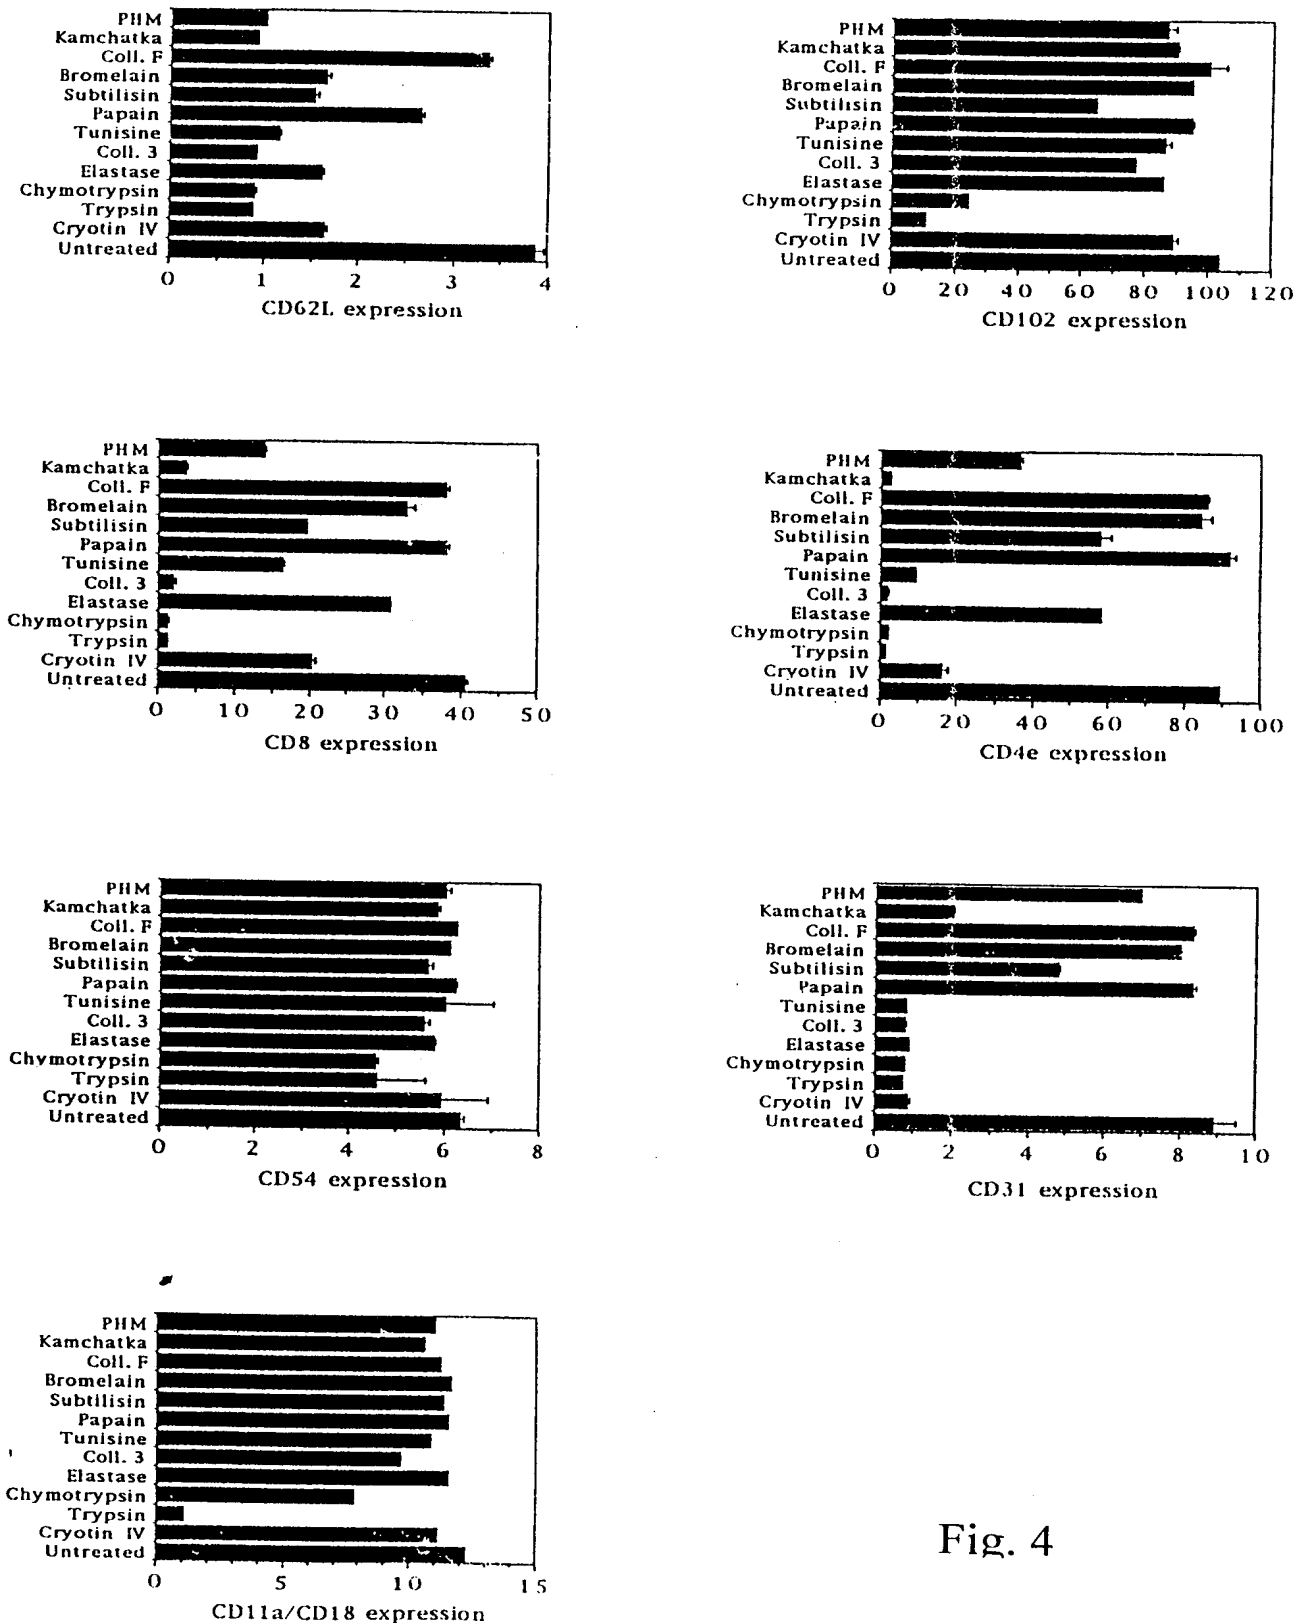 PHM
Kamchatka
Coll. F
Bromelain
Subtilisin
Papain
Tunisine
Coll. 3
Elastase
Chymotrypsin
Trypsin
Cryotin IV
Untreated
0 1 2 3 4
CD62L expression
PHM
Kamchatka
Coll. F
Bromelain
Subtilisin
Papain
Tunisine
Coll. 3
Elastase
Chymotrypsin
Trypsin
Cryotin IV
Untreated
0 20 40 60 80 100 120
CD102 expression
PHM
Kamchatka
Coll. F
Bromelain
Subtilisin
Papain
Tunisine
Coll. 3
Elastase
Chymotrypsin
Trypsin
Cryotin IV
Untreated
0 10 20 30 40 50
CD8 expression
PHM
Kamchatka
Coll. F
Bromelain
Subtilisin
Papain
Tunisine
Coll. 3
Elastase
Chymotrypsin
Trypsin
Cryotin IV
Untreated
0 20 40 60 80 100
CD4e expression
PHM
Kamchatka
Coll. F
Bromelain
Subtilisin
Papain
Tunisine
Coll. 3
Elastase
Chymotrypsin
Trypsin
Cryotin IV
Untreated
0 2 4 6 8
CD54 expression
PHM
Kamchatka
Coll. F
Bromelain
Subtilisin
Papain
Tunisine
Coll. 3
Elastase
Chymotrypsin
Trypsin
Cryotin IV
Untreated
0 2 4 6 8 10
CD31 expression
PHM
Kamchatka
Coll. F
Bromelain
Subtilisin
Papain
Tunisine
Coll. 3
Elastase
Chymotrypsin
Trypsin
Cryotin IV
Untreated
0 5 10 15
CD11a/CD18 expression
Fig. 4